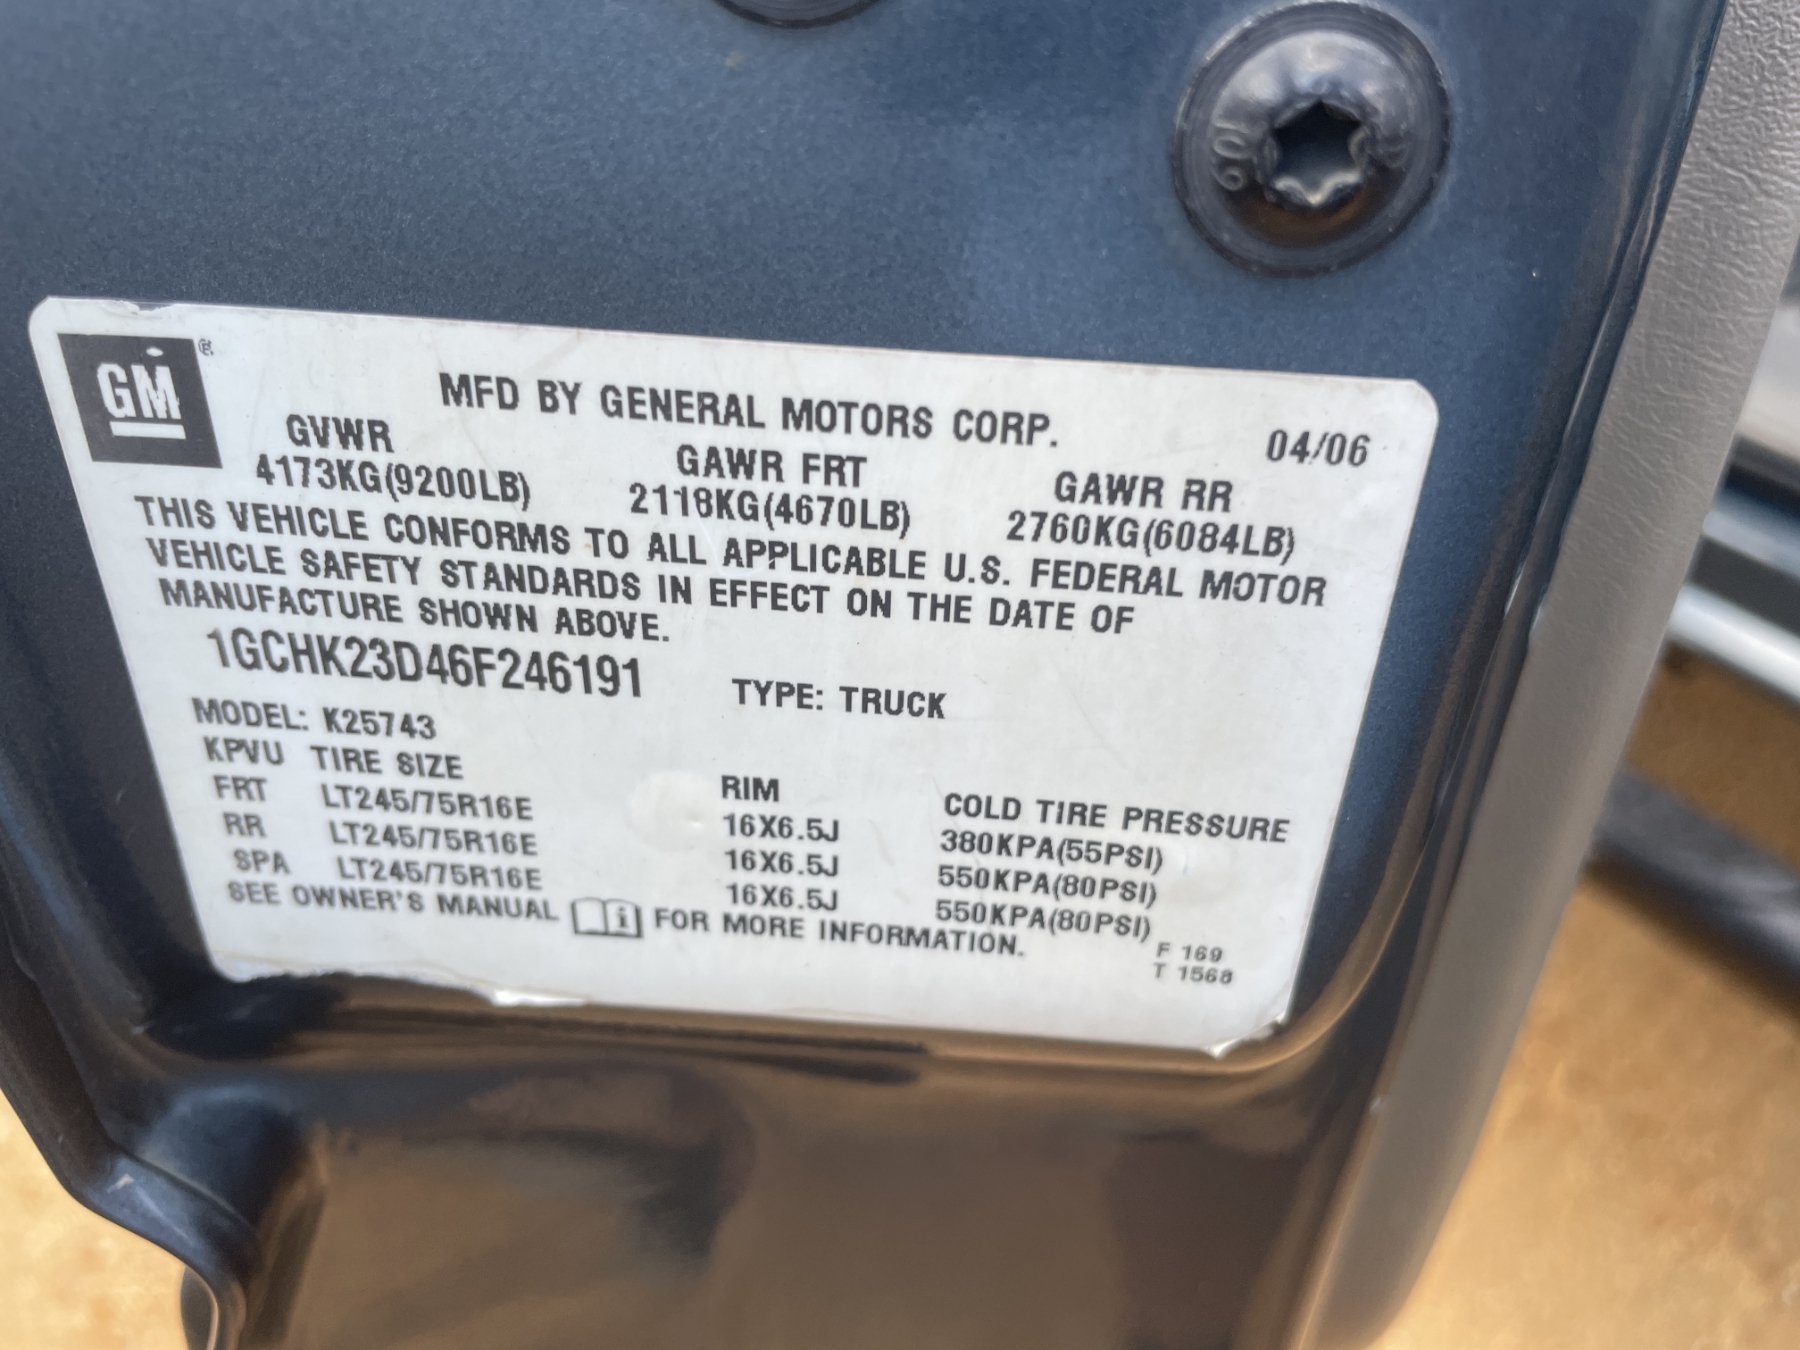 106
GM ®
MFD BY GENERAL MOTORS CORP. 04/06
GVWR GAWR FRT GAWR RR
4173KG(9200LB) 2118KG(4670LB) 2760KG(6084LB)
THIS VEHICLE CONFORMS TO ALL APPLICABLE U.S. FEDERAL MOTOR
VEHICLE SAFETY STANDARDS IN EFFECT ON THE DATE OF
MANUFACTURE SHOWN ABOVE.
1GCHK23D46F246191 TYPE: TRUCK
MODEL: K25743
KPVU TIRE SIZE RIM COLD TIRE PRESSURE
FRT LT245/75R16E 16X6.5J 380KPA(55PSI)
RR LT245/75R16E 16X6.5J 550KPA(80PSI)
SPA LT245/75R16E 16X6.5J 550KPA(80PSI)
SEE OWNER'S MANUAL i FOR MORE INFORMATION.
F 169
T 1568